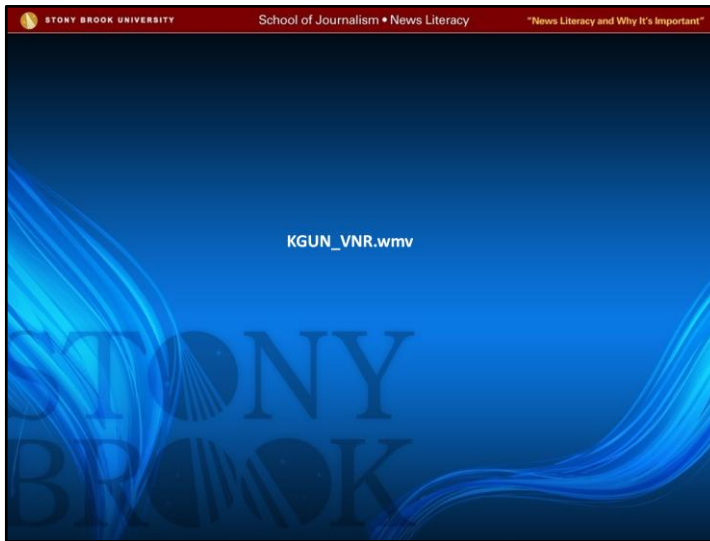 STONY BROOK UNIVERSITY
School of Journalism • News Literacy
"News Literacy and Why It's Important"
KGUN_VNR.wmv
STONY
BROOK